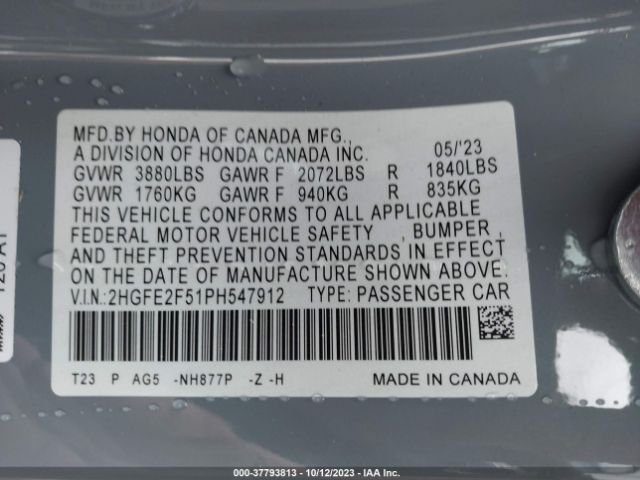 MFD.BY HONDA OF CANADA MFG.,
A DIVISION OF HONDA CANADA INC. 05/'23
GVWR 3880LBS GAWR F 2072LBS R 1840LBS
GVWR 1760KG GAWR F 940KG R 835KG
THIS VEHICLE CONFORMS TO ALL APPLICABLE
FEDERAL MOTOR VEHICLE SAFETY , BUMPER ,
AND THEFT PREVENTION STANDARDS IN EFFECT
ON THE DATE OF MANUFACTURE SHOWN ABOVE.
V.I.N.:2HGFE2F51PH547912 TYPE: PASSENGER CAR
T23 P AG5 -NH877P -Z -H MADE IN CANADA
000-37793813 - 10/12/2023 - IAA Inc.